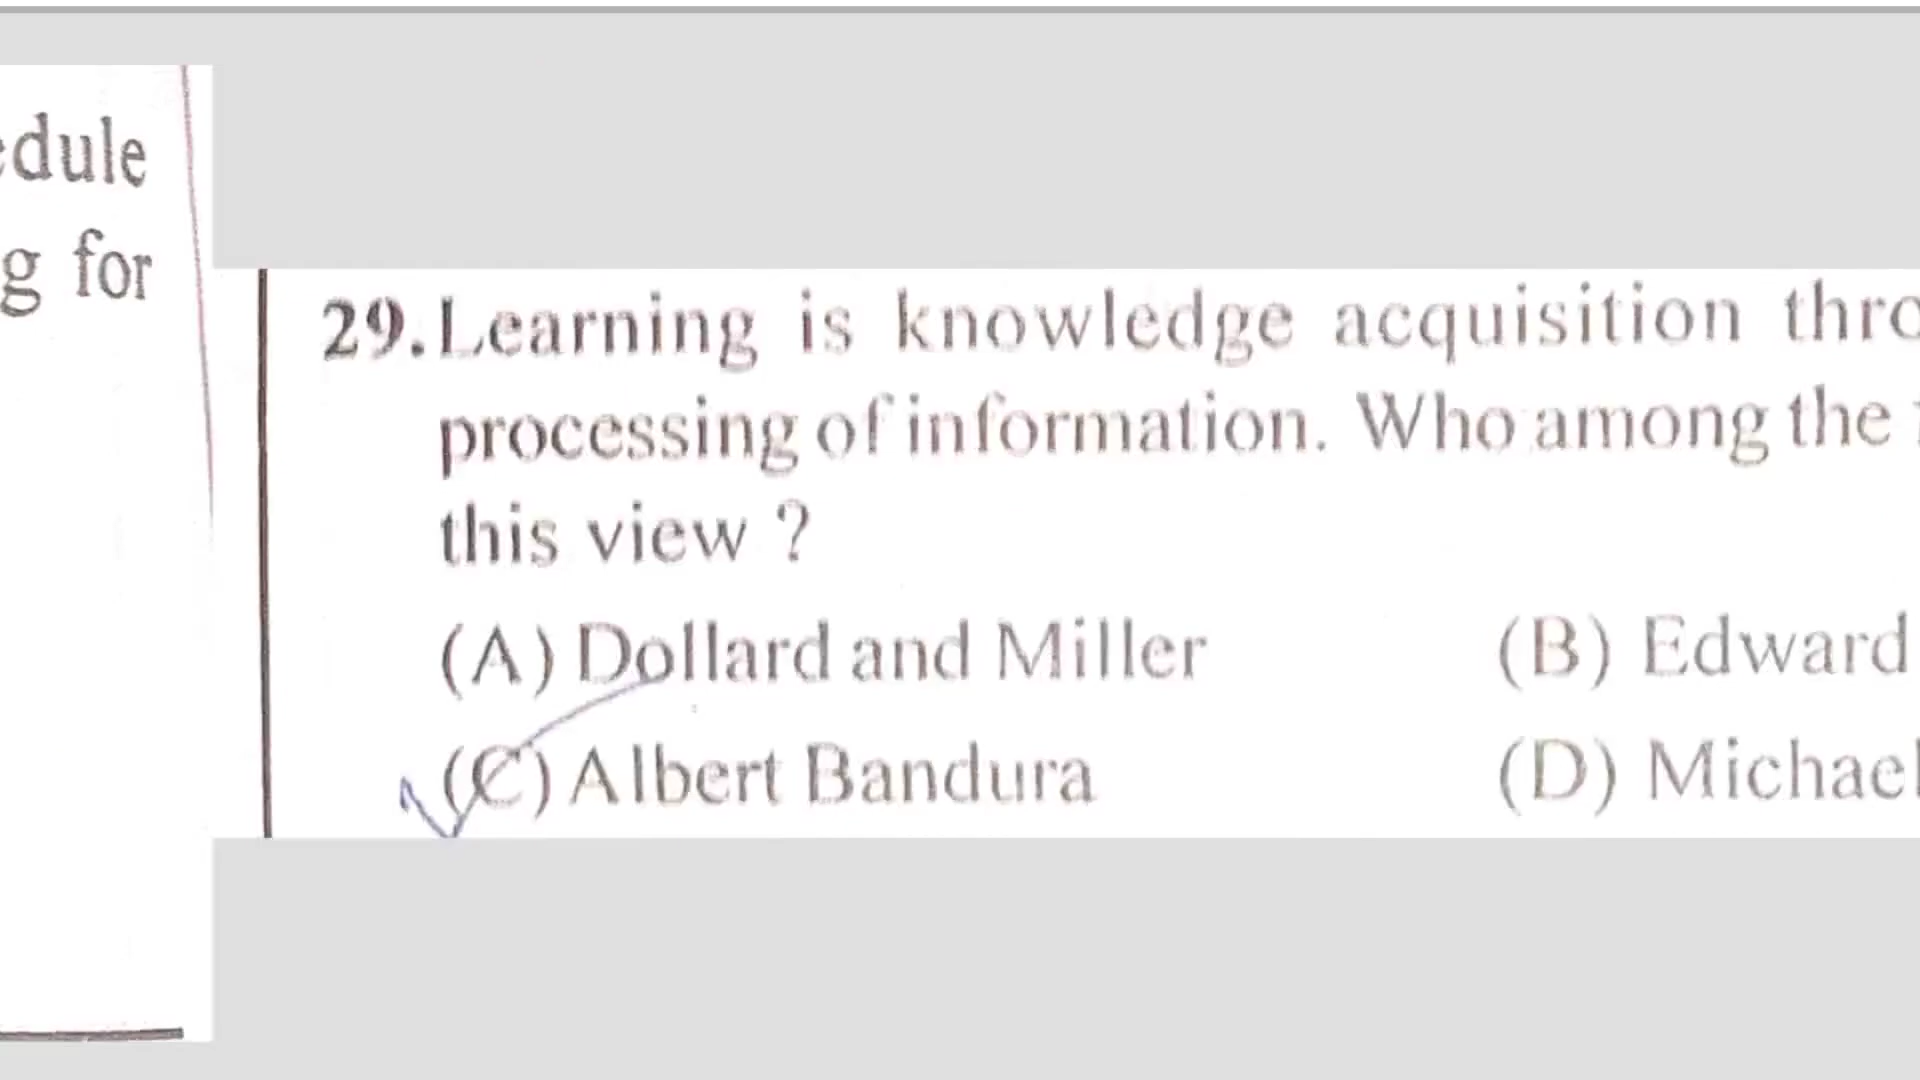 edule
g for
29. Learning is knowledge acquisition thro
processing of information. Who among the
this view ?
(A) Dollard and Miller
(B) Edward
(C) Albert Bandura
(D) Michael